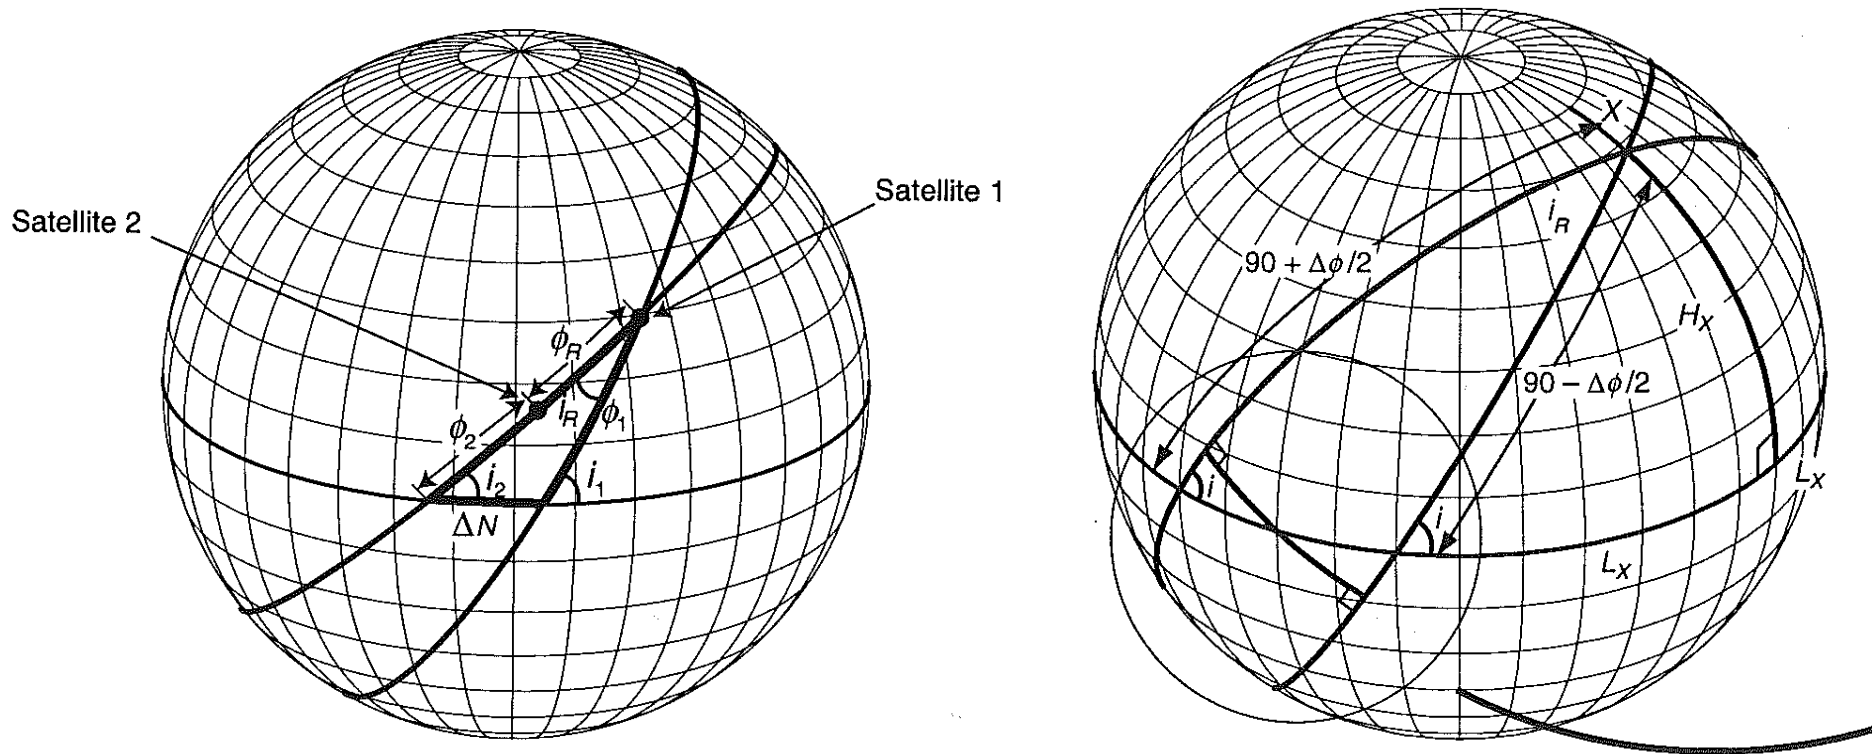 Satellite 1
Satellite 2
ϕ_R
ϕ_2
i_R
ϕ_1
i_2
i_1
ΔN
X
i_R
90 + Δϕ/2
H_X
90 − Δϕ/2
i
i
L_X
L_X